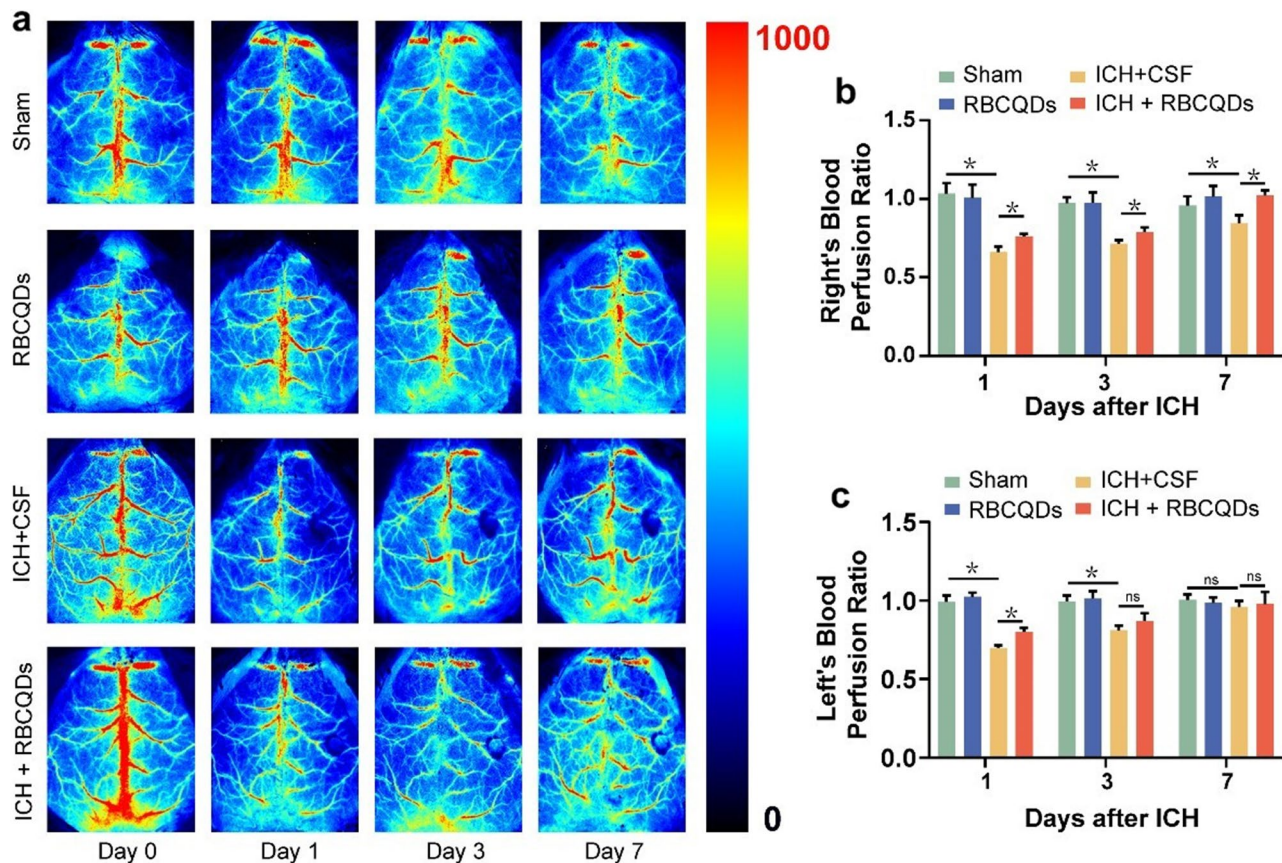 a
Sham
RBCQDs
ICH+CSF
ICH + RBCQDs
Day 0
Day 1
Day 3
Day 7
1000
0
b
Sham
ICH+CSF
RBCQDs
ICH + RBCQDs
Right's Blood
Perfusion Ratio
1.5
1.0
0.5
0.0
*
*
*
*
*
*
1
3
7
Days after ICH
c
Sham
ICH+CSF
RBCQDs
ICH + RBCQDs
Left's Blood
Perfusion Ratio
1.5
1.0
0.5
0.0
*
*
*
ns
ns
ns
1
3
7
Days after ICH